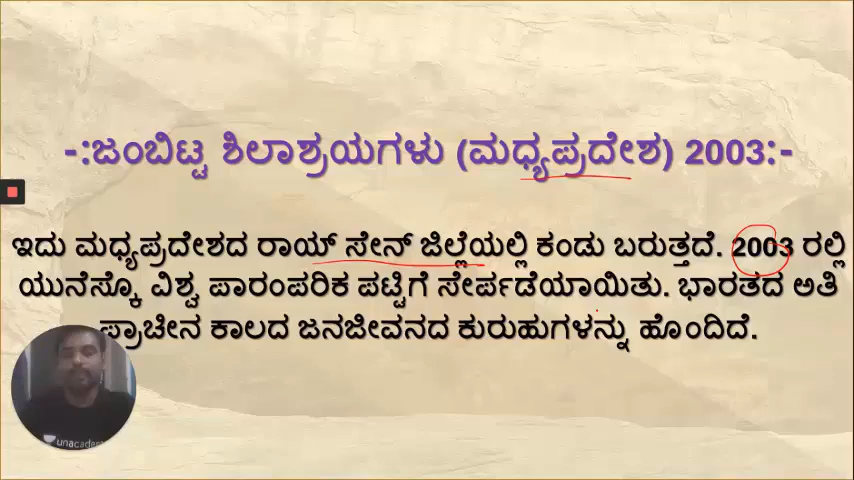 -:ಜಂಬಿಟ್ಟ ಶಿಲಾಶ್ರಯಗಳು (ಮಧ್ಯಪ್ರದೇಶ) 2003:-
ಇದು ಮಧ್ಯಪ್ರದೇಶದ ರಾಯ್ ಸೇನ್ ಜಿಲ್ಲೆಯಲ್ಲಿ ಕಂಡು ಬರುತ್ತದೆ. 2003 ರಲ್ಲಿ
ಯುನೆಸ್ಕೊ ವಿಶ್ವ ಪಾರಂಪರಿಕ ಪಟ್ಟಿಗೆ ಸೇರ್ಪಡೆಯಾಯಿತು. ಭಾರತದ ಅತಿ
ಪ್ರಾಚೀನ ಕಾಲದ ಜನಜೀವನದ ಕುರುಹುಗಳನ್ನು ಹೊಂದಿದೆ.